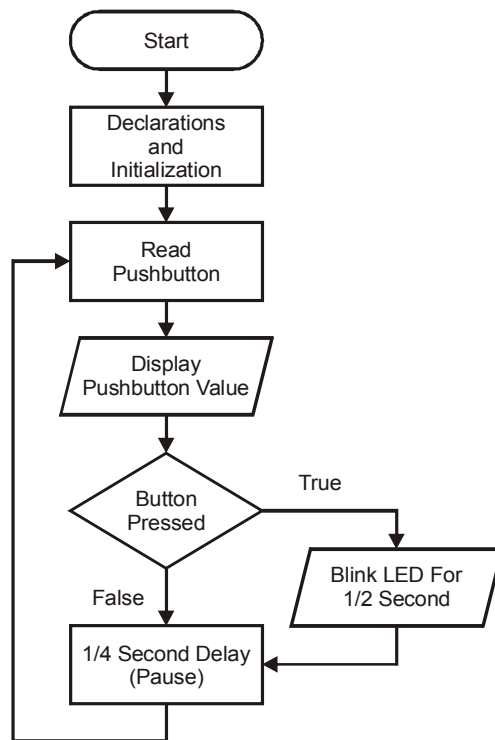 Start
Declarations
and
Initialization
Read
Pushbutton
Display
Pushbutton Value
Button
Pressed
True
Blink LED For
1/2 Second
False
1/4 Second Delay
(Pause)